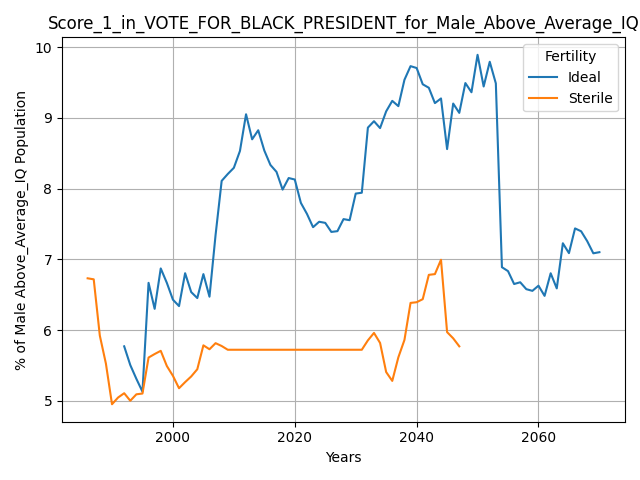 Score_1_in_VOTE_FOR_BLACK_PRESIDENT_for_Male_Above_Average_IQ
Fertility
Ideal
Sterile
% of Male Above_Average_IQ Population
10
9
8
7
6
5
2000 2020 2040 2060
Years